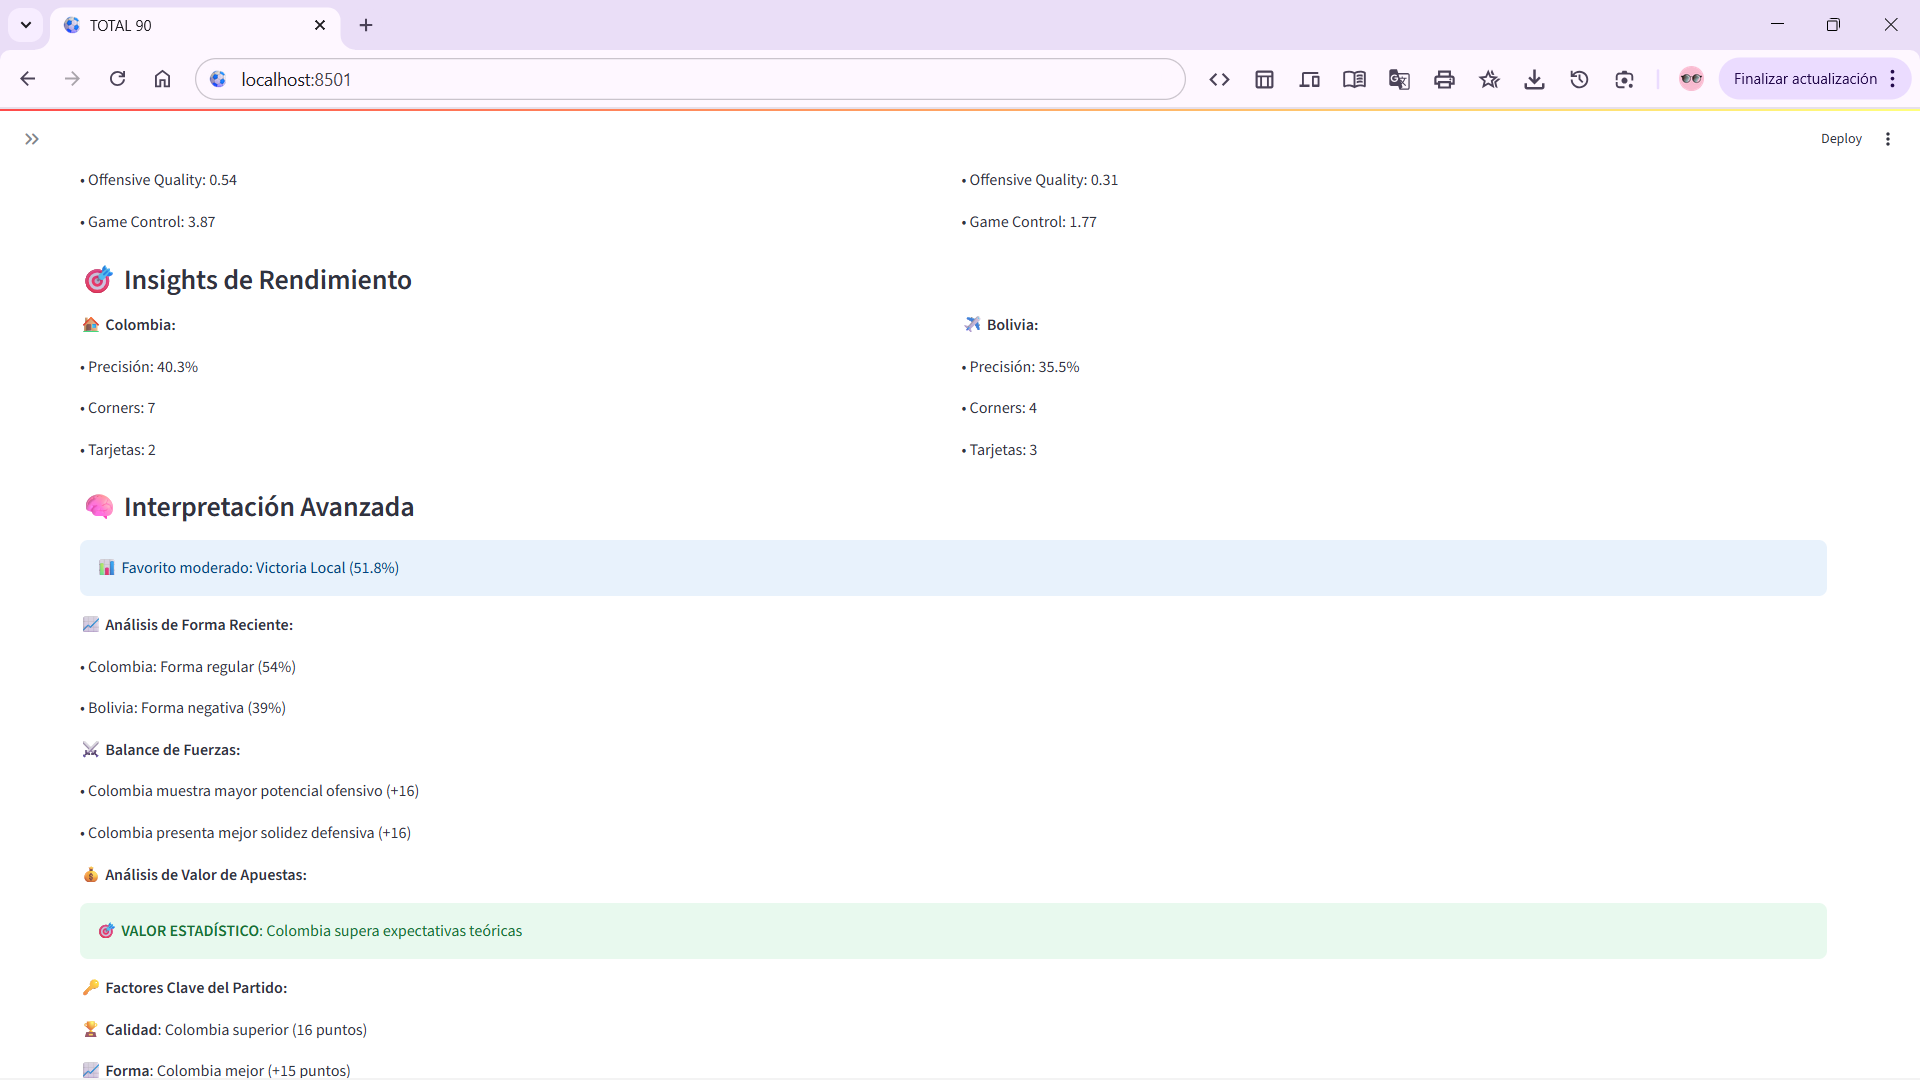 TOTAL 90
localhost:8501
Finalizar actualización
Deploy
• Offensive Quality: 0.54
• Offensive Quality: 0.31
• Game Control: 3.87
• Game Control: 1.77
Insights de Rendimiento
Colombia:
Bolivia:
• Precisión: 40.3%
• Precisión: 35.5%
• Corners: 7
• Corners: 4
• Tarjetas: 2
• Tarjetas: 3
Interpretación Avanzada
Favorito moderado: Victoria Local (51.8%)
Análisis de Forma Reciente:
• Colombia: Forma regular (54%)
• Bolivia: Forma negativa (39%)
Balance de Fuerzas:
• Colombia muestra mayor potencial ofensivo (+16)
• Colombia presenta mejor solidez defensiva (+16)
Análisis de Valor de Apuestas:
VALOR ESTADÍSTICO: Colombia supera expectativas teóricas
Factores Clave del Partido:
Calidad: Colombia superior (16 puntos)
Forma: Colombia mejor (+15 puntos)